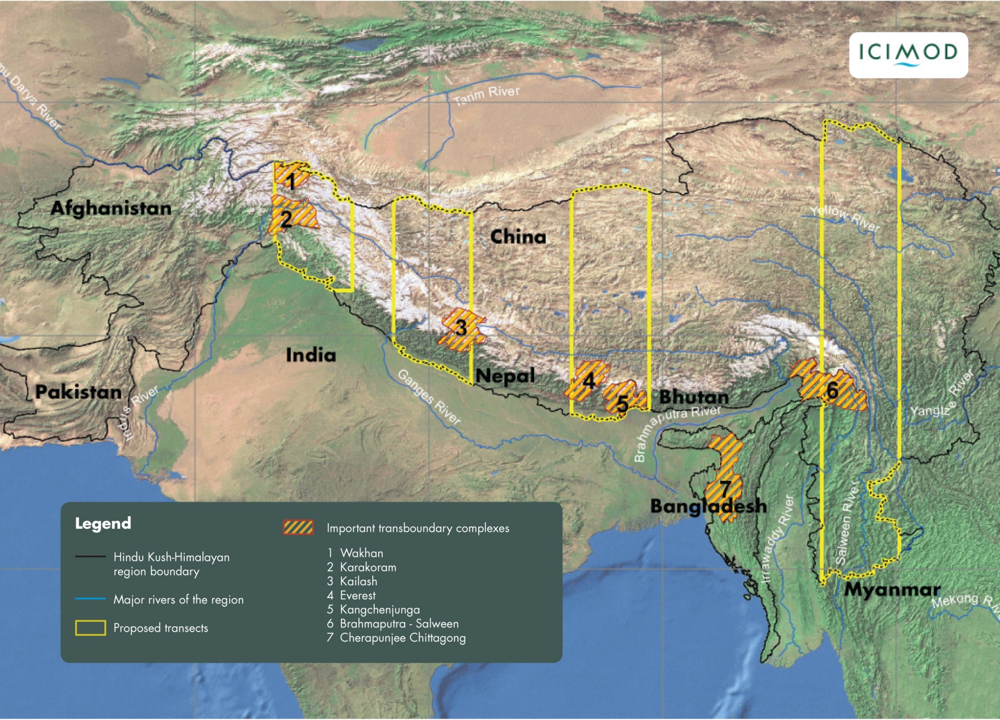 ICIMOD
mu Darya River
Tarim River
1
Afghanistan
2
Yellow River
China
3
India
Nepal
4
5
6
Pakistan
Indus River
Ganges River
Bhutan
Brahmaputra River
Yangtze River
7
Bangladesh
Irrawaddy River
Salween River
Myanmar
Mekong
Legend
Hindu Kush-Himalayan
region boundary
Major rivers of the region
Proposed transects
Important transboundary complexes
1 Wakhan
2 Karakoram
3 Kailash
4 Everest
5 Kangchenjunga
6 Brahmaputra - Salween
7 Cherapunjee Chittagong